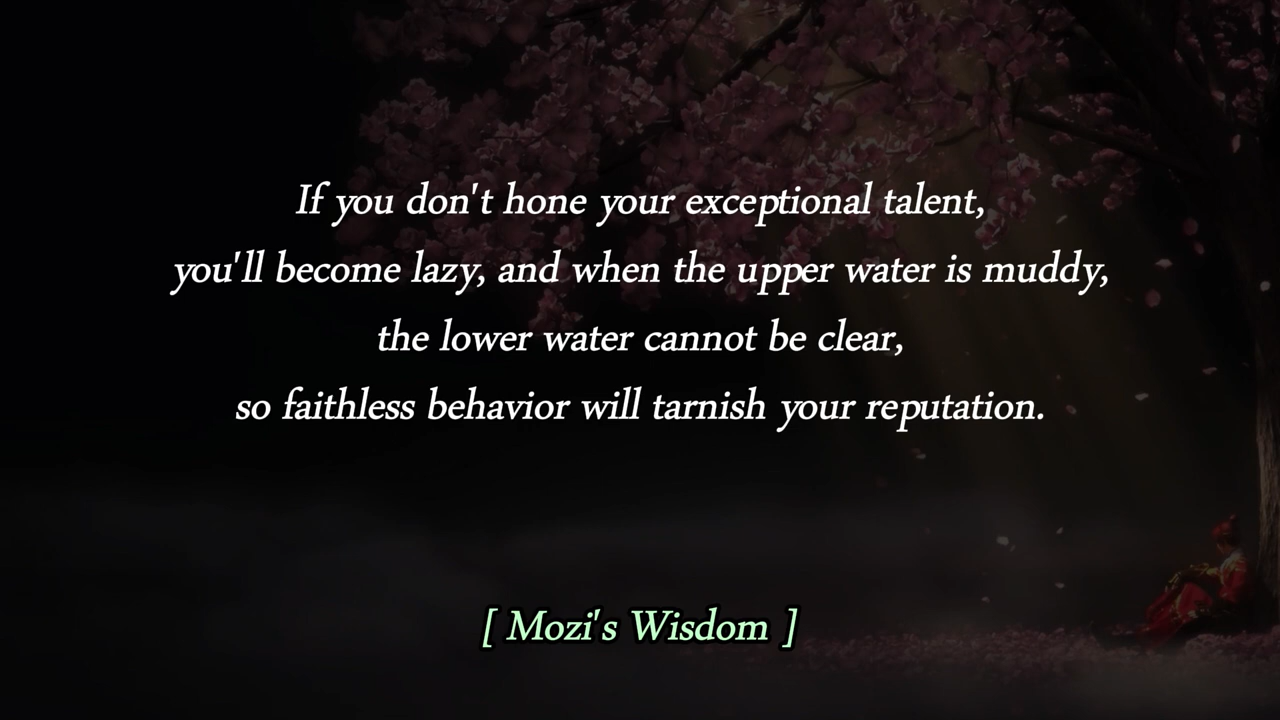 If you don't hone your exceptional talent,
you'll become lazy, and when the upper water is muddy,
the lower water cannot be clear,
so faithless behavior will tarnish your reputation.
[ Mozi's Wisdom ]